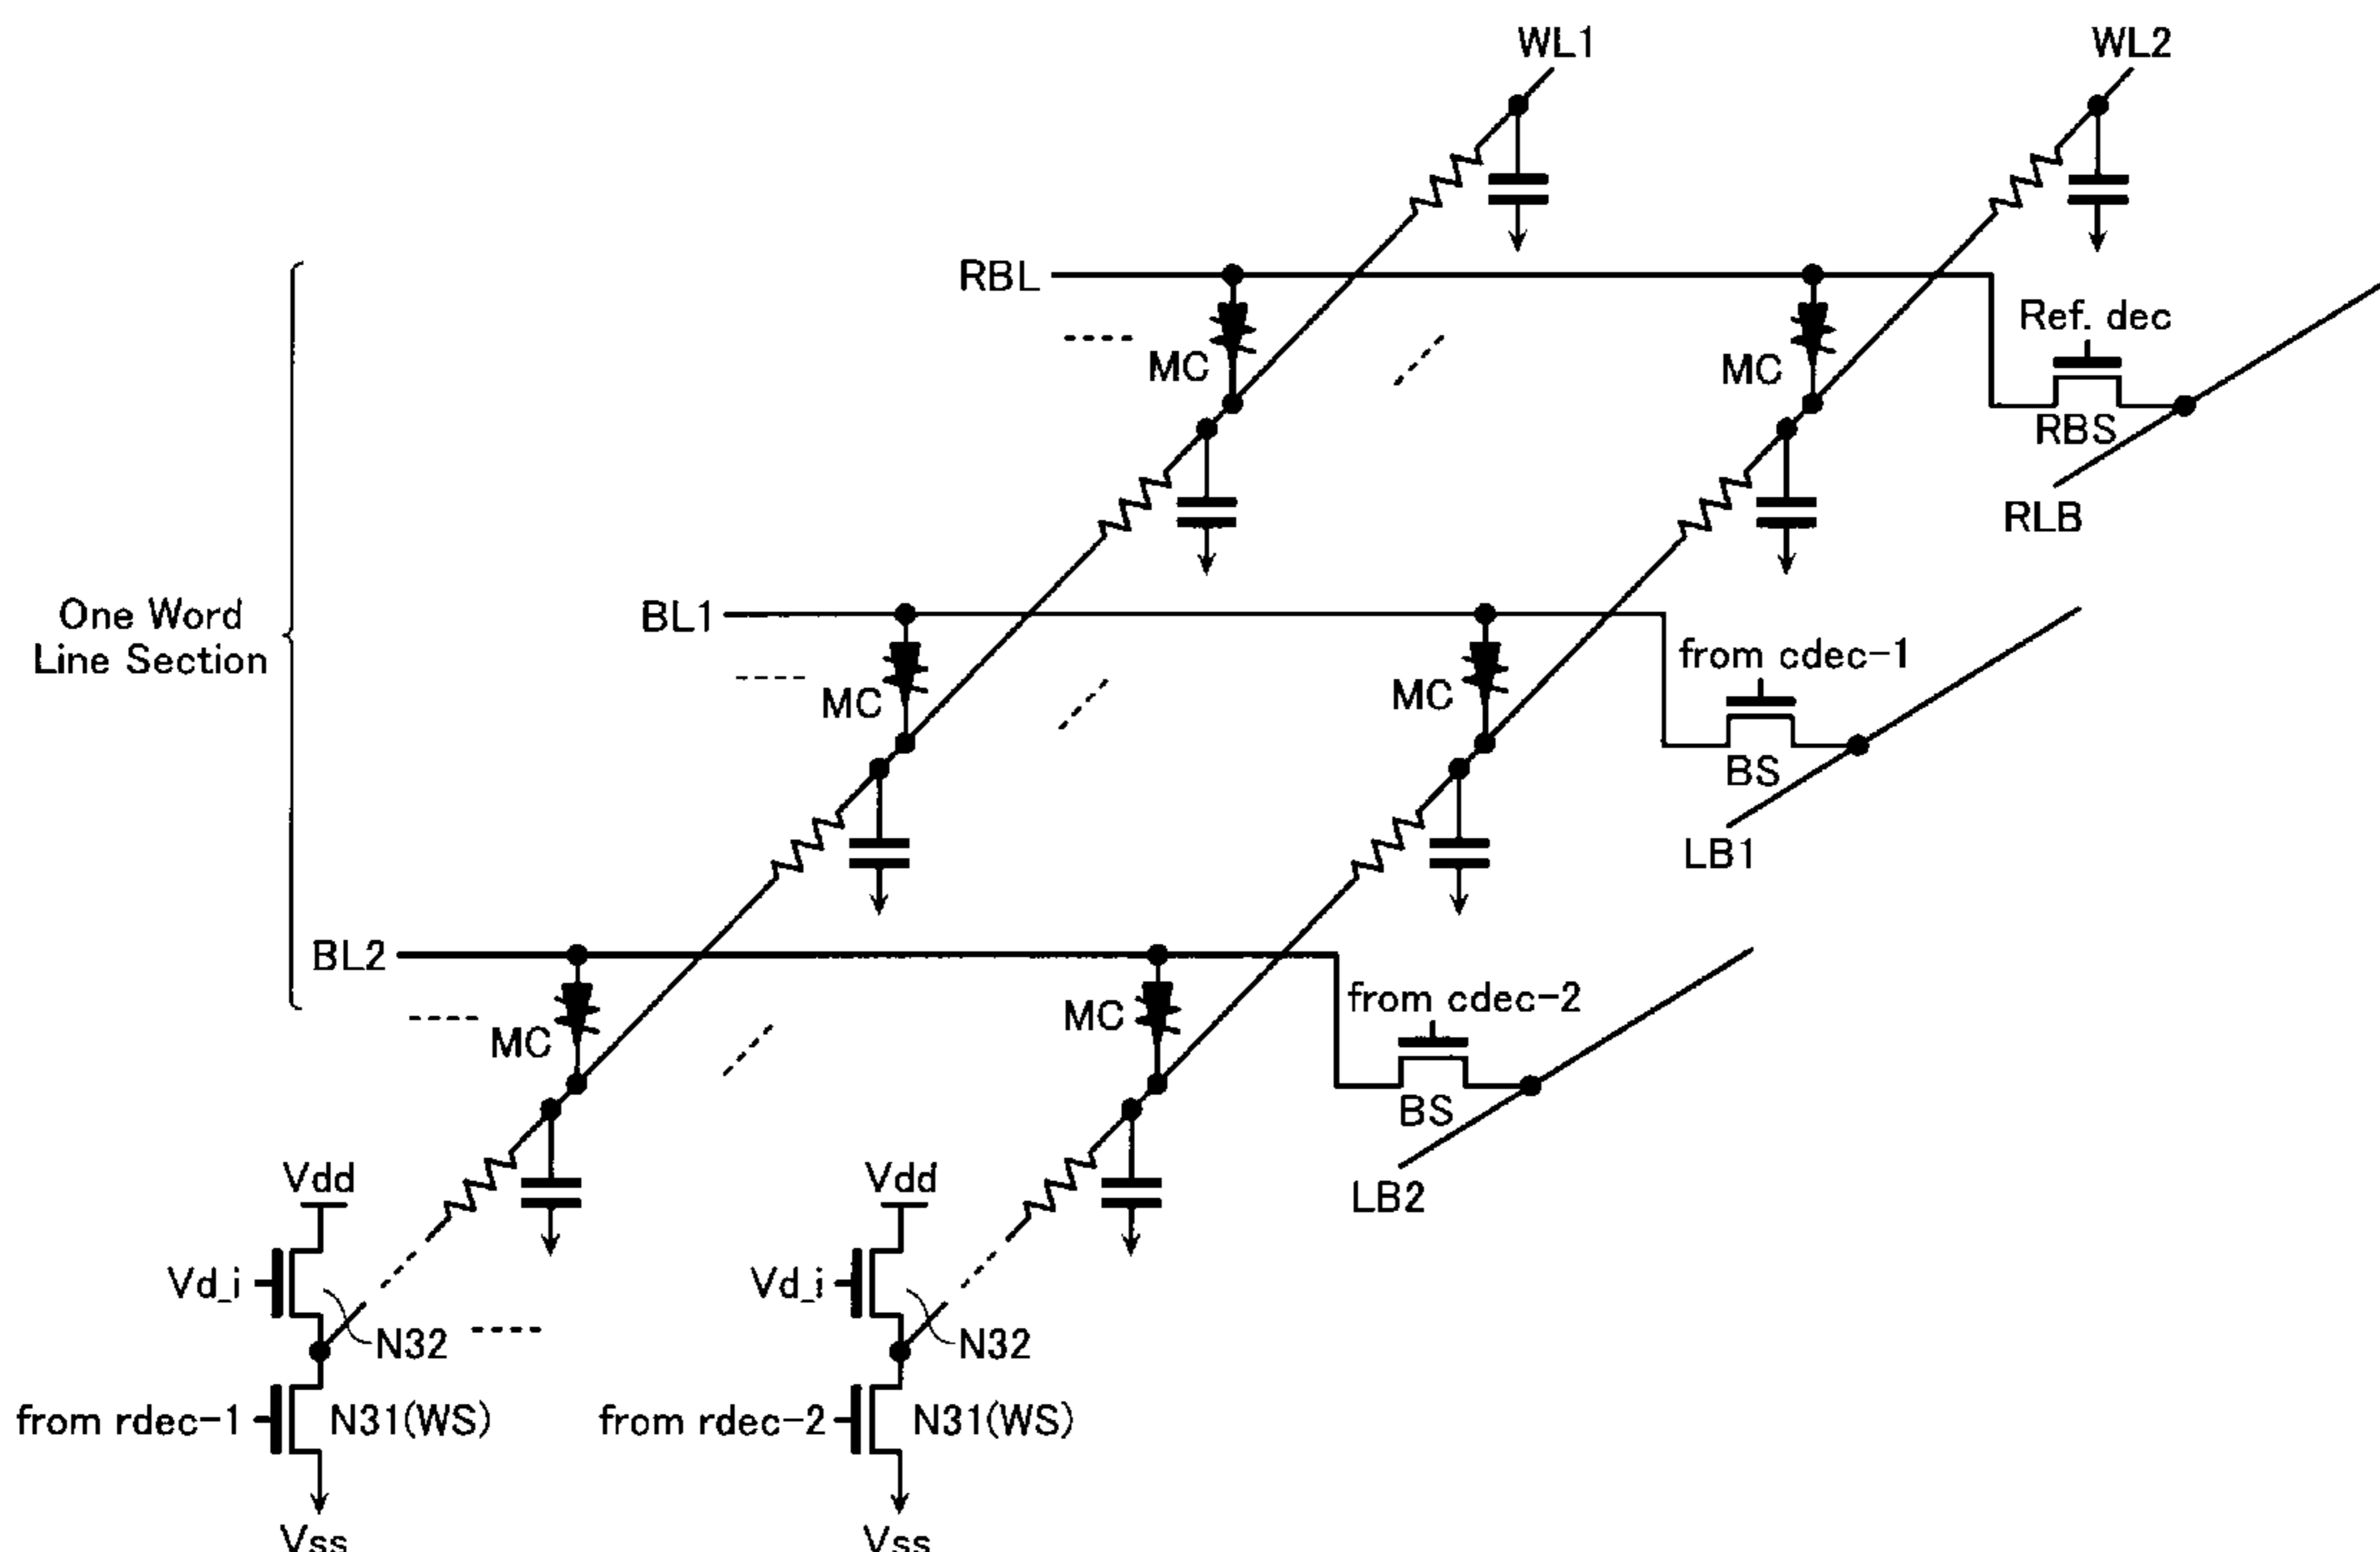 WL1
WL2
RBL
Ref. dec
MC
MC
RBS
RLB
One Word
Line Section
BL1
from cdec-1
MC
MC
BS
LB1
BL2
from cdec-2
MC
MC
BS
LB2
Vdd
Vdd
Vd_i
Vd_i
N32
N32
from rdec-1
N31(WS)
from rdec-2
N31(WS)
Vss
Vss